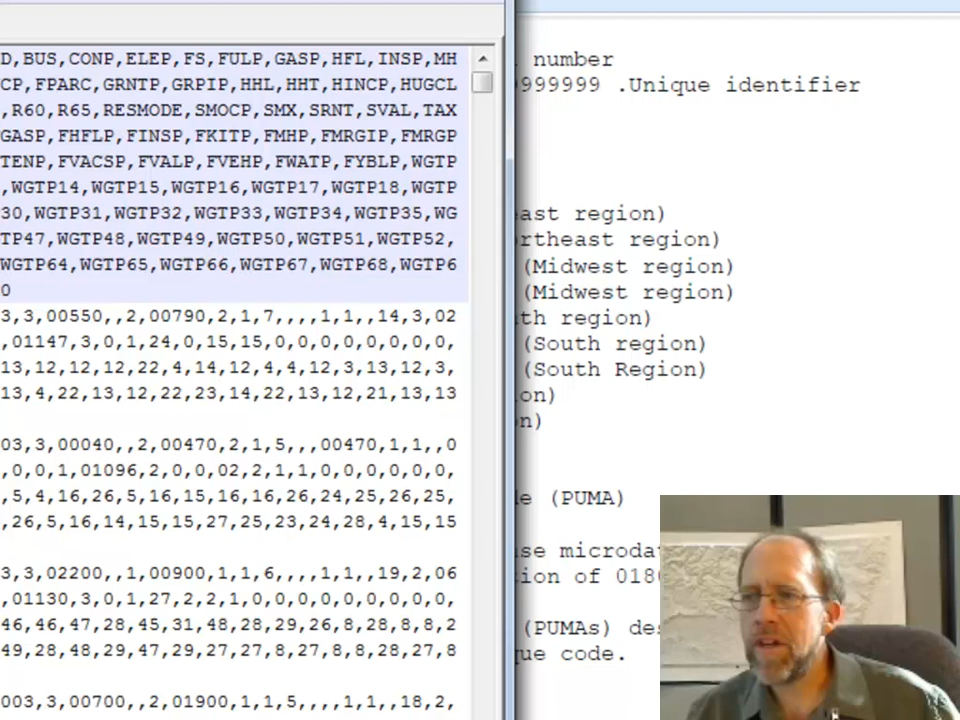 D,BUS,CONP,ELEP,FS,FULP,GASP,HFL,INSP,MH
CP,FPARC,GRNTP,GRPIP,HHL,HHT,HINCP,HUGCL
,R60,R65,RESMODE,SMOCP,SMX,SRNT,SVAL,TAX
GASP,FHFLP,FINSP,FKITP,FMHP,FMRGIP,FMRGP
TENP,FVACSP,FVALP,FVEHP,FWATP,FYBLP,WGTP
,WGTP14,WGTP15,WGTP16,WGTP17,WGTP18,WGTP
30,WGTP31,WGTP32,WGTP33,WGTP34,WGTP35,WG
TP47,WGTP48,WGTP49,WGTP50,WGTP51,WGTP52,
WGTP64,WGTP65,WGTP66,WGTP67,WGTP68,WGTP6
0
3,3,00550,,2,00790,2,1,7,,,,1,1,,14,3,02
,01147,3,0,1,24,0,15,15,0,0,0,0,0,0,0,0,
13,12,12,12,22,4,14,12,4,4,12,3,13,12,3,
13,4,22,13,12,22,23,14,22,13,12,21,13,13
03,3,00040,,2,00470,2,1,5,,,00470,1,1,,0
,0,0,1,01096,2,0,0,02,2,1,1,0,0,0,0,0,0,
,5,4,16,26,5,16,15,16,16,26,24,25,26,25,
,26,5,16,14,15,15,27,25,23,24,28,4,15,15
3,3,02200,,1,00900,1,1,6,,,,1,1,,19,2,06
,01130,3,0,1,27,2,2,1,0,0,0,0,0,0,0,0,0,
46,46,47,28,45,31,48,28,29,26,8,28,8,8,2
49,28,48,29,47,29,27,27,8,27,8,8,28,27,8
003,3,00700,,2,01900,1,1,5,,,,1,1,,18,2,
number
9999999 .Unique identifier
east region)
ortheast region)
(Midwest region)
(Midwest region)
th region)
(South region)
(South Region)
on)
n)
e (PUMA)
se microdat
ion of 0180
(PUMAs) des
ue code.